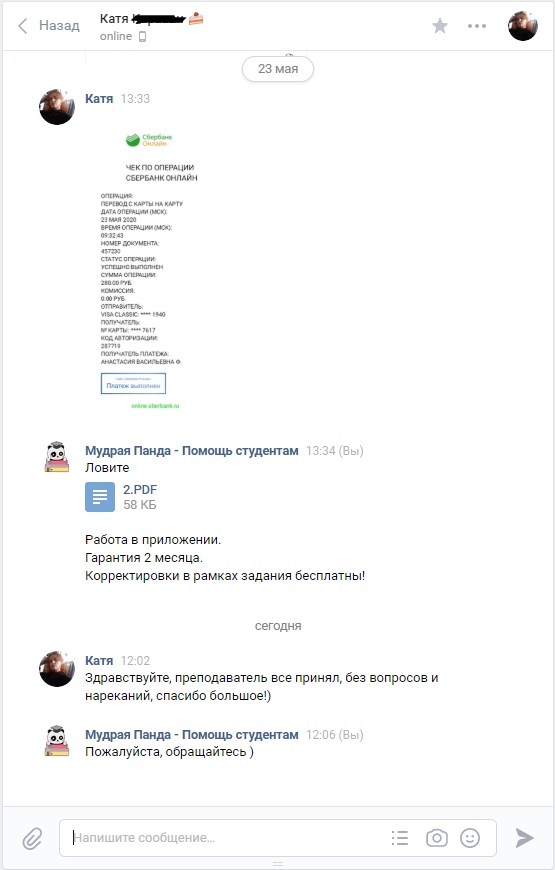 Назад
Катя
online
23 мая
Катя 13:33
Сбербанк
Онлайн
ЧЕК ПО ОПЕРАЦИИ
СБЕРБАНК ОНЛАЙН
ОПЕРАЦИЯ:
ПЕРЕВОД С КАРТЫ НА КАРТУ
ДАТА ОПЕРАЦИИ (МСК):
23 МАЯ 2020
ВРЕМЯ ОПЕРАЦИИ (МСК):
09:32:43
НОМЕР ДОКУМЕНТА:
457230
СТАТУС ОПЕРАЦИИ:
УСПЕШНО ВЫПОЛНЕН
СУММА ОПЕРАЦИИ:
280.00 РУБ.
КОМИССИЯ:
0.00 РУБ.
ОТПРАВИТЕЛЬ:
VISA CLASSIC: **** 1940
ПОЛУЧАТЕЛЬ:
№ КАРТЫ: **** 7617
КОД АВТОРИЗАЦИИ:
287719
ПОЛУЧАТЕЛЬ ПЛАТЕЖА:
АНАСТАСИЯ ВАСИЛЬЕВНА Ф.
Платеж выполнен
online.sberbank.ru
Мудрая Панда - Помощь студентам 13:34 (Вы)
Ловите
2.PDF
58 КБ
Работа в приложении.
Гарантия 2 месяца.
Корректировки в рамках задания бесплатны!
сегодня
Катя 12:02
Здравствуйте, преподаватель все принял, без вопросов и
нареканий, спасибо большое!)
Мудрая Панда - Помощь студентам 12:06 (Вы)
Пожалуйста, обращайтесь )
Напишите сообщение...